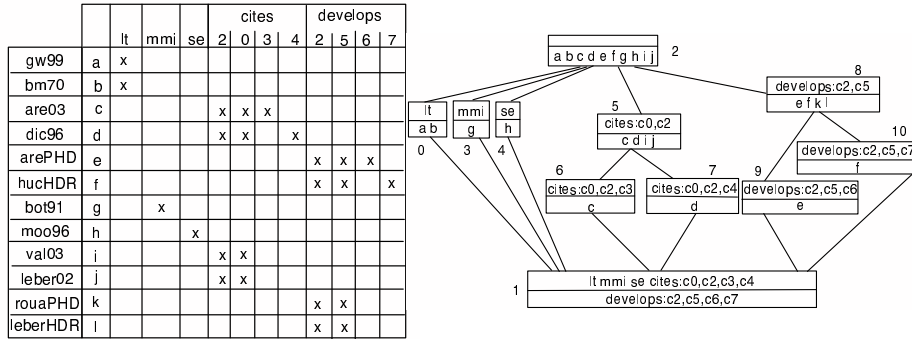 cites develops
lt mmi se 2 0 3 4 2 5 6 7
gw99 a x
bm70 b x
are03 c x x x
dic96 d x x x
arePHD e x x x
hucHDR f x x x
bot91 g x
moo96 h x
val03 i x x
leber02 j x x
rouaPHD k x x
leberHDR l x x
a b c d e f g h i j 2
8
develops:c2,c5
e f k l
lt
a b
0
mmi
g
3
se
h
4
5
cites:c0,c2
c d i j
10
develops:c2,c5,c7
f
6
cites:c0,c2,c3
c
7
cites:c0,c2,c4
d
9
develops:c2,c5,c6
e
1
lt mmi se cites:c0,c2,c3,c4
develops:c2,c5,c6,c7